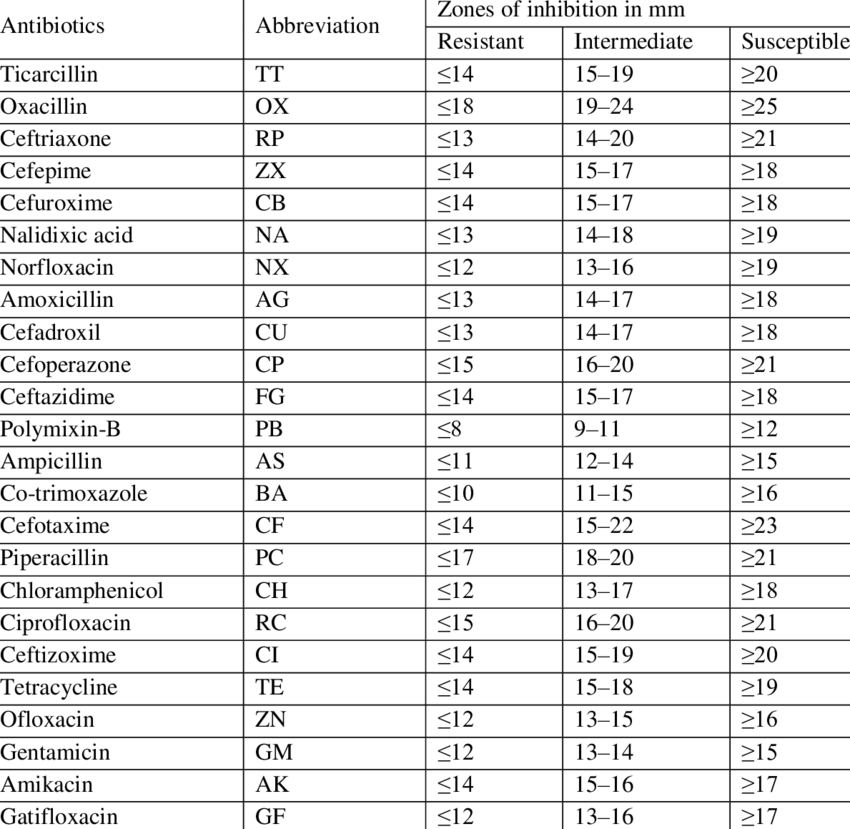 Antibiotics Abbreviation Zones of inhibition in mm
Resistant Intermediate Susceptible
Ticarcillin TT ≤14 15–19 ≥20
Oxacillin OX ≤18 19–24 ≥25
Ceftriaxone RP ≤13 14–20 ≥21
Cefepime ZX ≤14 15–17 ≥18
Cefuroxime CB ≤14 15–17 ≥18
Nalidixic acid NA ≤13 14–18 ≥19
Norfloxacin NX ≤12 13–16 ≥19
Amoxicillin AG ≤13 14–17 ≥18
Cefadroxil CU ≤13 14–17 ≥18
Cefoperazone CP ≤15 16–20 ≥21
Ceftazidime FG ≤14 15–17 ≥18
Polymixin-B PB ≤8 9–11 ≥12
Ampicillin AS ≤11 12–14 ≥15
Co-trimoxazole BA ≤10 11–15 ≥16
Cefotaxime CF ≤14 15–22 ≥23
Piperacillin PC ≤17 18–20 ≥21
Chloramphenicol CH ≤12 13–17 ≥18
Ciprofloxacin RC ≤15 16–20 ≥21
Ceftizoxime CI ≤14 15–19 ≥20
Tetracycline TE ≤14 15–18 ≥19
Ofloxacin ZN ≤12 13–15 ≥16
Gentamicin GM ≤12 13–14 ≥15
Amikacin AK ≤14 15–16 ≥17
Gatifloxacin GF ≤12 13–16 ≥17